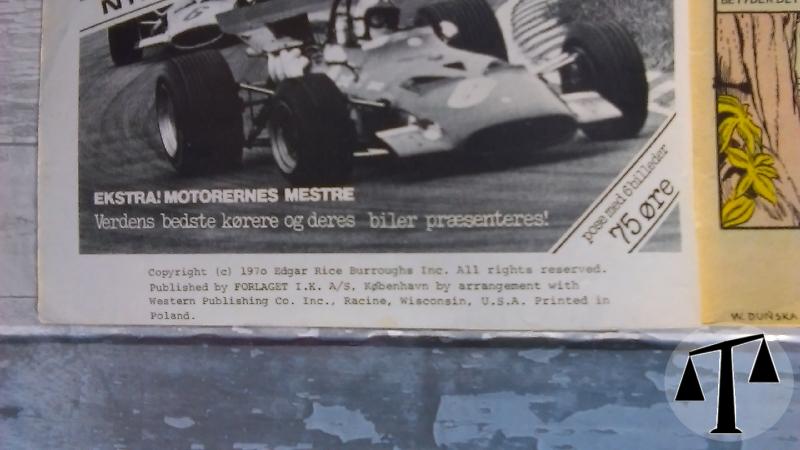 EKSTRA! MOTORERNES MESTRE
Verdens bedste kørere og deres biler præsenteres!
pose med 6 billeder
75 øre
Copyright (c) 1970 Edgar Rice Burroughs Inc. All rights reserved.
Published by FORLAGET I.K. A/S, København by arrangement with
Western Publishing Co. Inc., Racine, Wisconsin, U.S.A. Printed in
Poland.
W. DUŃSKA